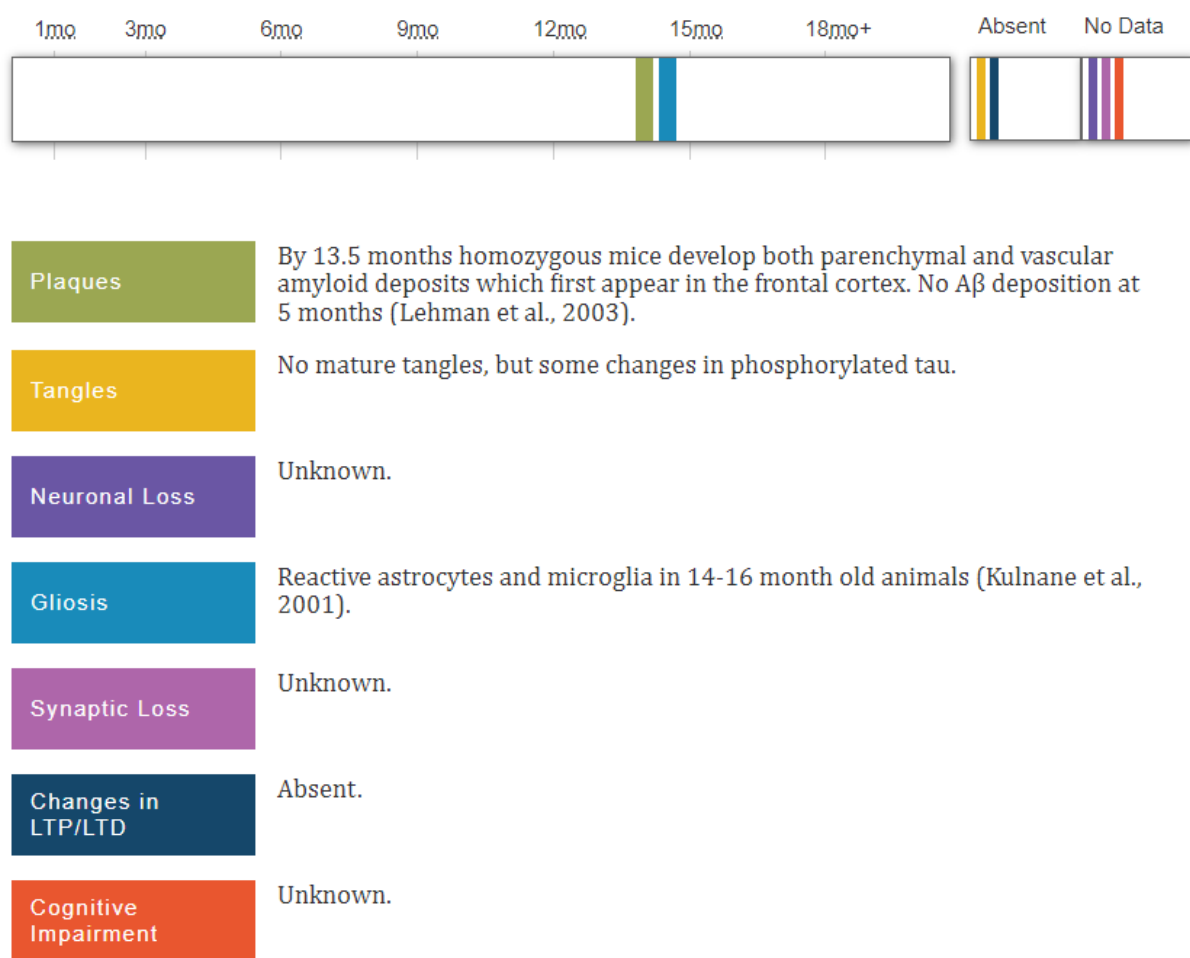 1mo 3mo 6mo 9mo 12mo 15mo 18mo+ Absent No Data
Plaques
By 13.5 months homozygous mice develop both parenchymal and vascular
amyloid deposits which first appear in the frontal cortex. No Aβ deposition at
5 months (Lehman et al., 2003).
Tangles
No mature tangles, but some changes in phosphorylated tau.
Neuronal Loss
Unknown.
Gliosis
Reactive astrocytes and microglia in 14-16 month old animals (Kulnane et al.,
2001).
Synaptic Loss
Unknown.
Changes in
LTP/LTD
Absent.
Cognitive
Impairment
Unknown.